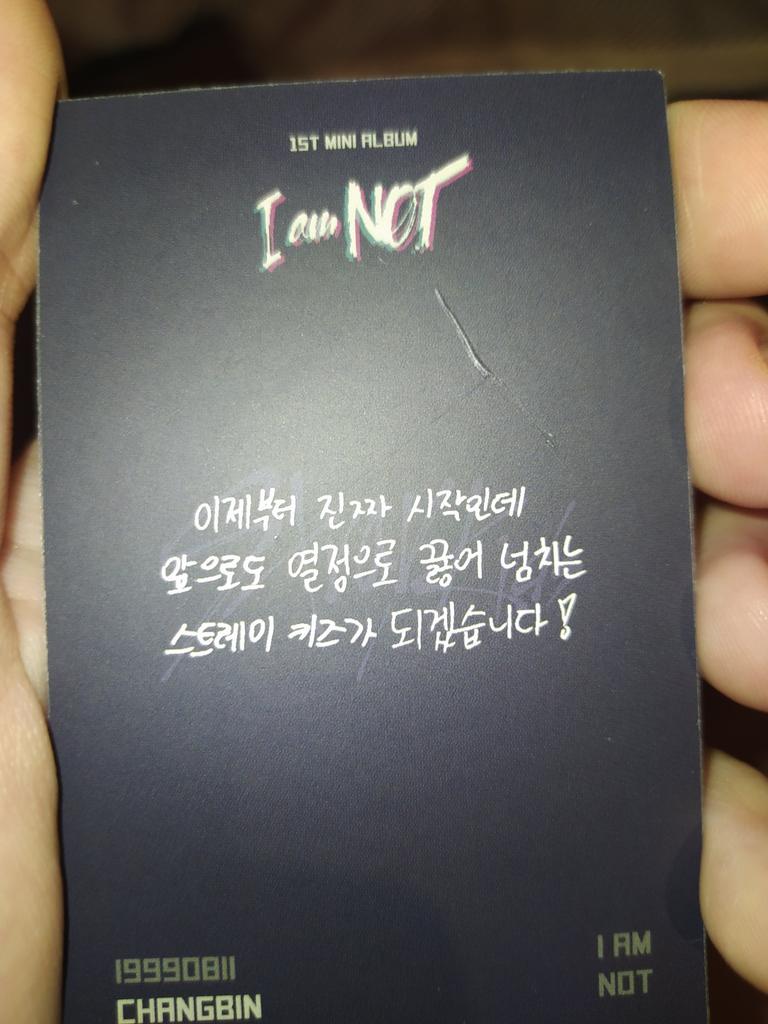 1ST MINI ALBUM
I am NOT
이제부터 진짜 시작인데
앞으로도 열정으로 끓어 넘치는
스트레이 키즈가 되겠습니다!
19990811
CHANGBIN
I AM
NOT